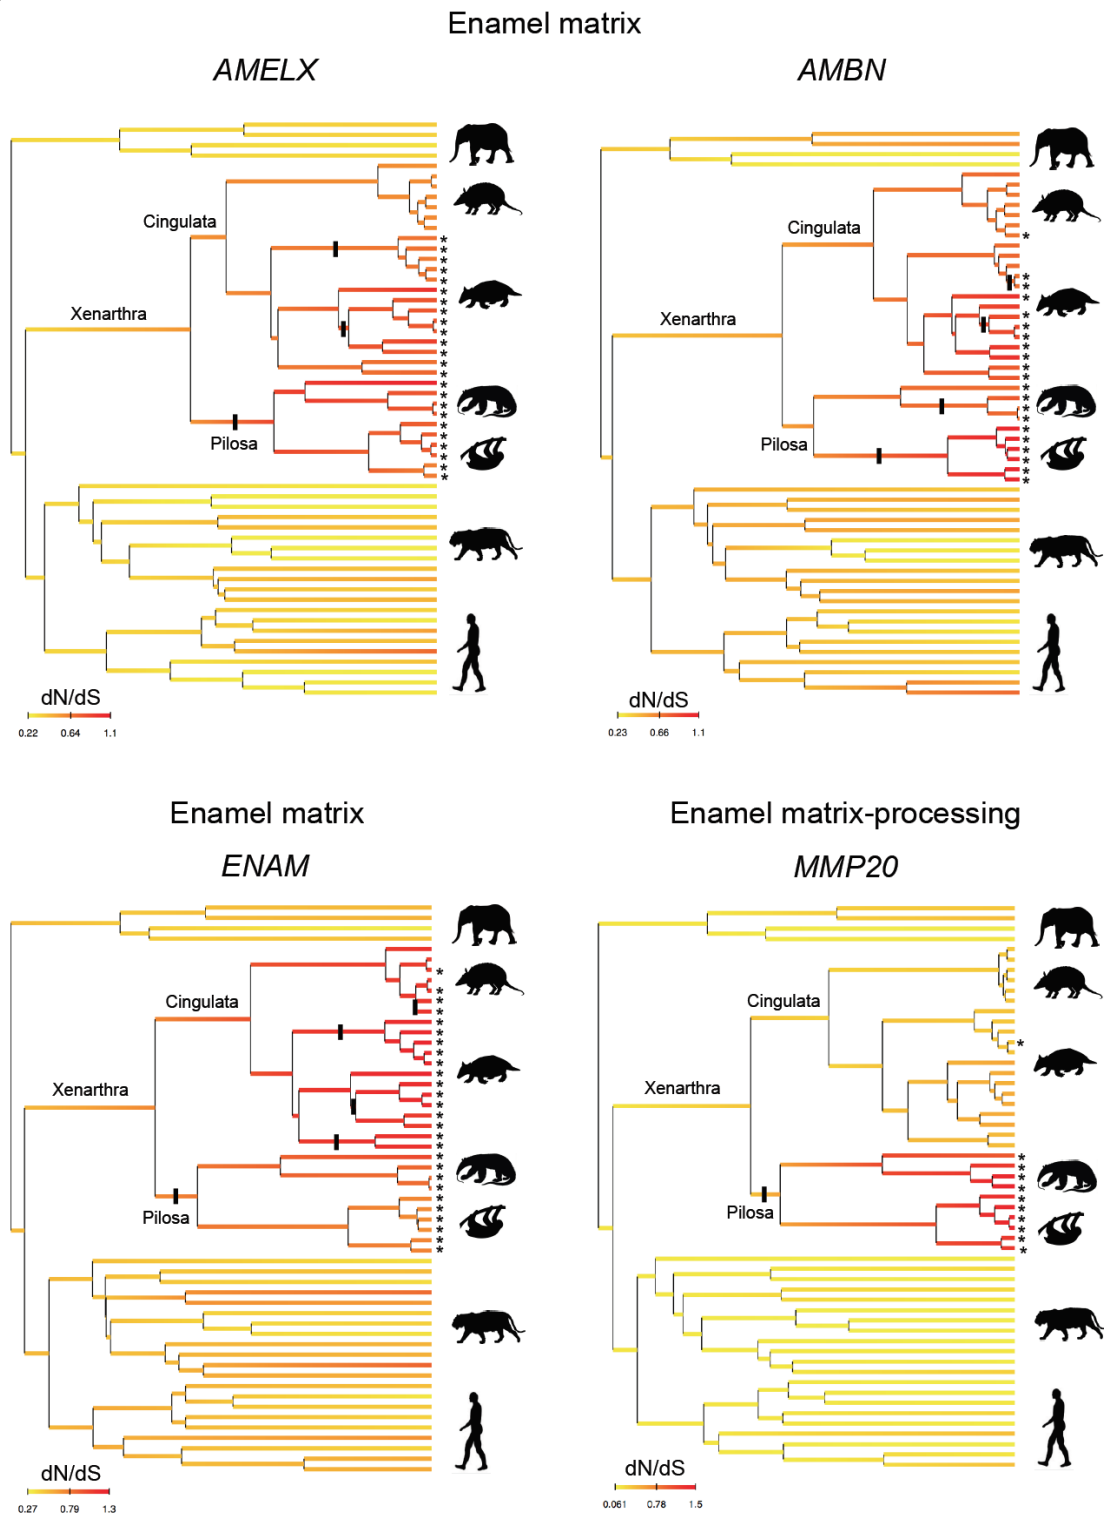 Enamel matrix
AMELX
AMBN
Cingulata
Xenarthra
Pilosa
dN/dS
0.22 0.64 1.1
Cingulata
Xenarthra
Pilosa
dN/dS
0.23 0.66 1.1
Enamel matrix
ENAM
Cingulata
Xenarthra
Pilosa
dN/dS
0.27 0.79 1.3
Enamel matrix-processing
MMP20
Cingulata
Xenarthra
Pilosa
dN/dS
0.061 0.78 1.5